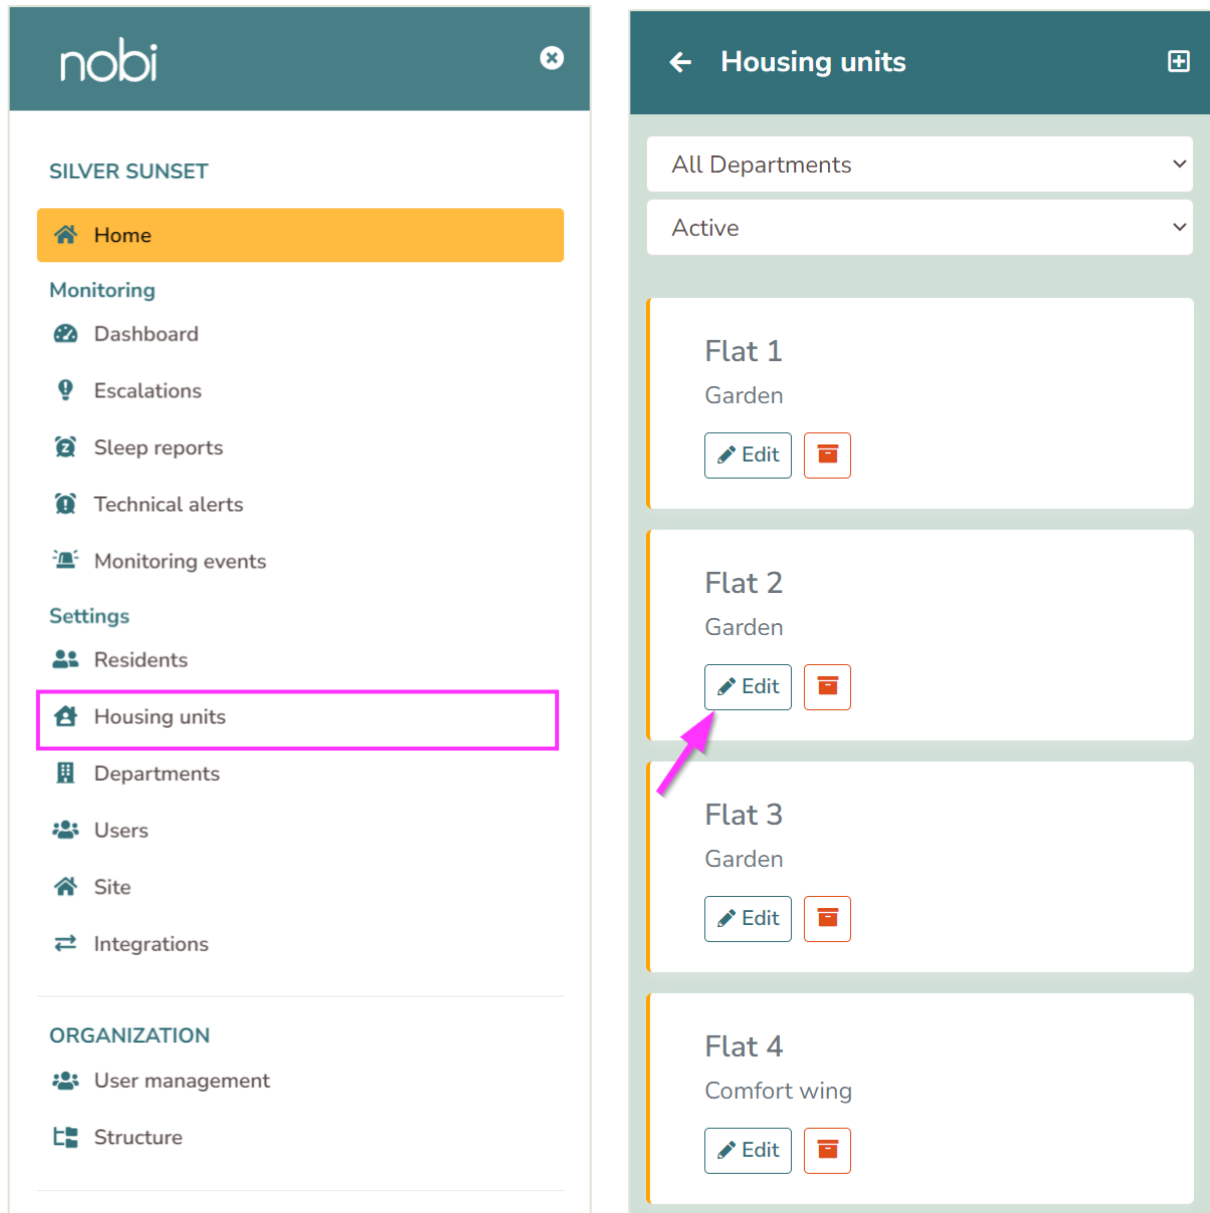 nobi
SILVER SUNSET
Home
Monitoring
Dashboard
Escalations
Sleep reports
Technical alerts
Monitoring events
Settings
Residents
Housing units
Departments
Users
Site
Integrations
ORGANIZATION
User management
Structure
Housing units
All Departments
Active
Flat 1
Garden
Edit
Flat 2
Garden
Edit
Flat 3
Garden
Edit
Flat 4
Comfort wing
Edit